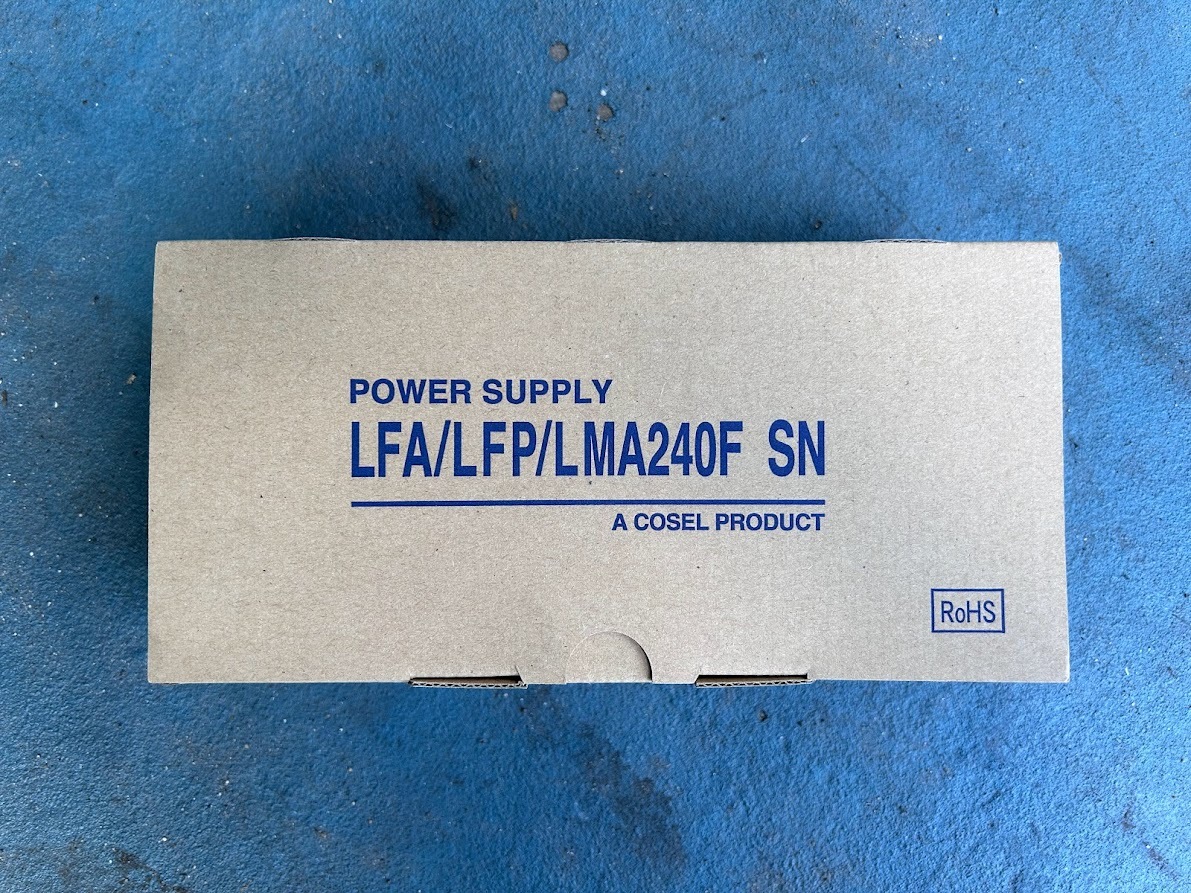 POWER SUPPLY
LFA/LFP/LMA240F SN
A COSEL PRODUCT
RoHS